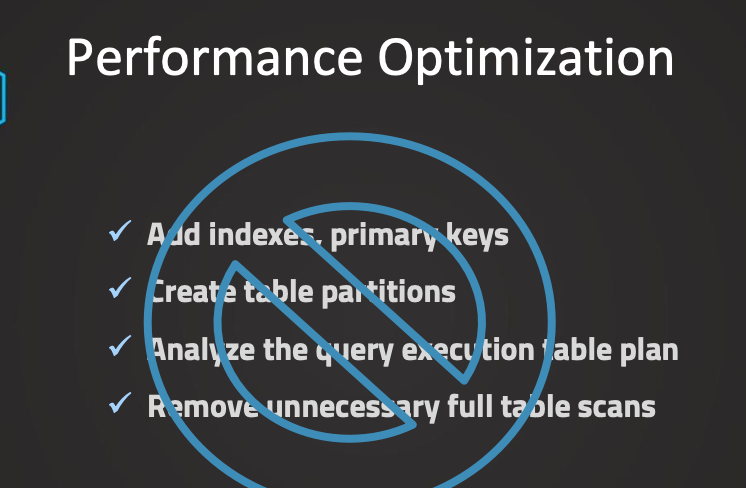 Performance Optimization
✓ Add indexes, primary keys
✓ Create table partitions
✓ Analyze the query execution table plan
✓ Remove unnecessary full table scans